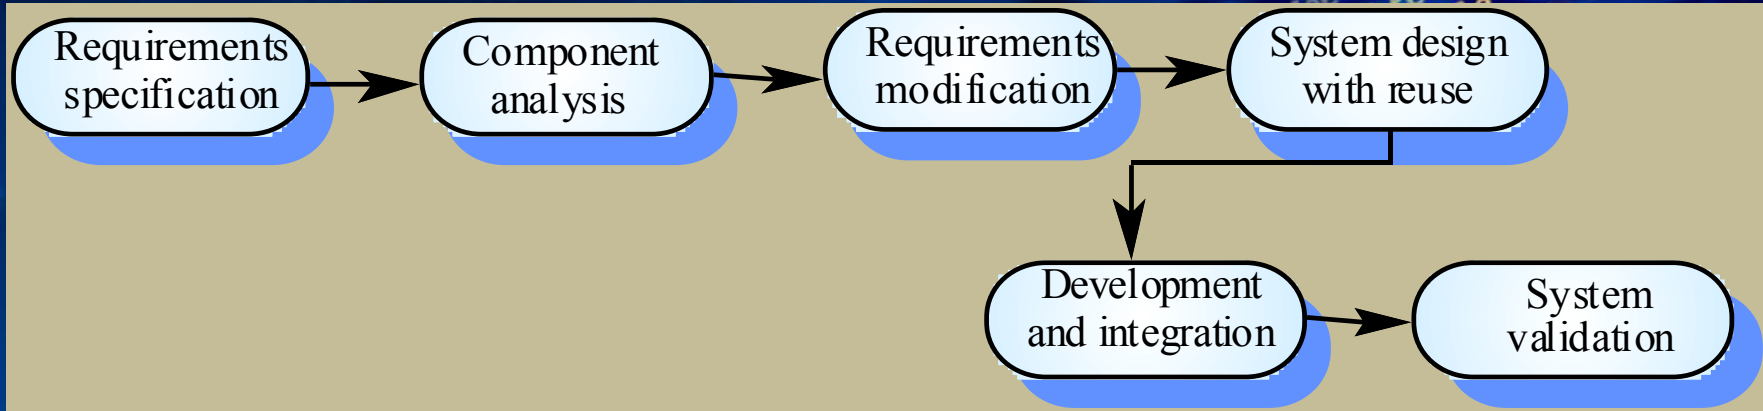 Requirements
specification
Component
analysis
Requirements
modification
System design
with reuse
Development
and integration
System
validation